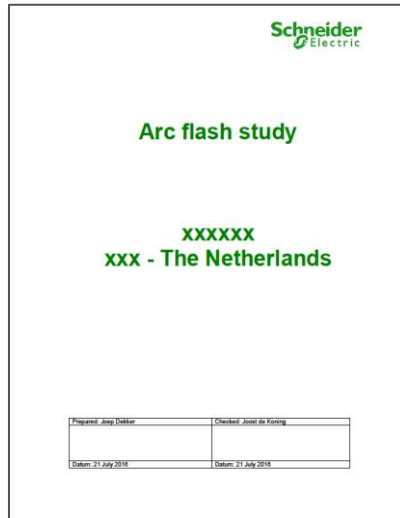 Schneider
Electric
Arc flash study
xxxxxx
xxx - The Netherlands
Prepared: Joep Dekker
Checked: Joost de Koning
Datum: 21 July 2016
Datum: 21 July 2016